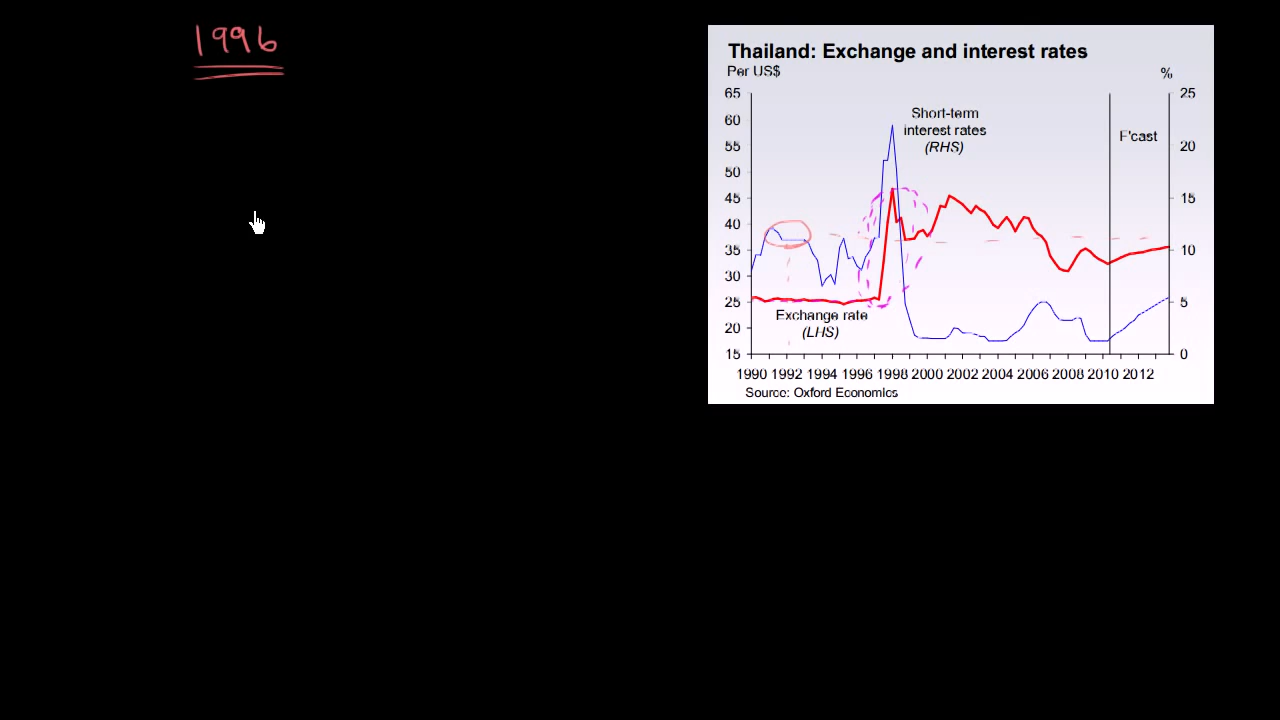 1996
Thailand: Exchange and interest rates
Per US$
%
65
60
55
50
45
40
35
30
25
20
15
25
20
15
10
5
0
Short-term
interest rates
(RHS)
F'cast
Exchange rate
(LHS)
1990 1992 1994 1996 1998 2000 2002 2004 2006 2008 2010 2012
Source: Oxford Economics